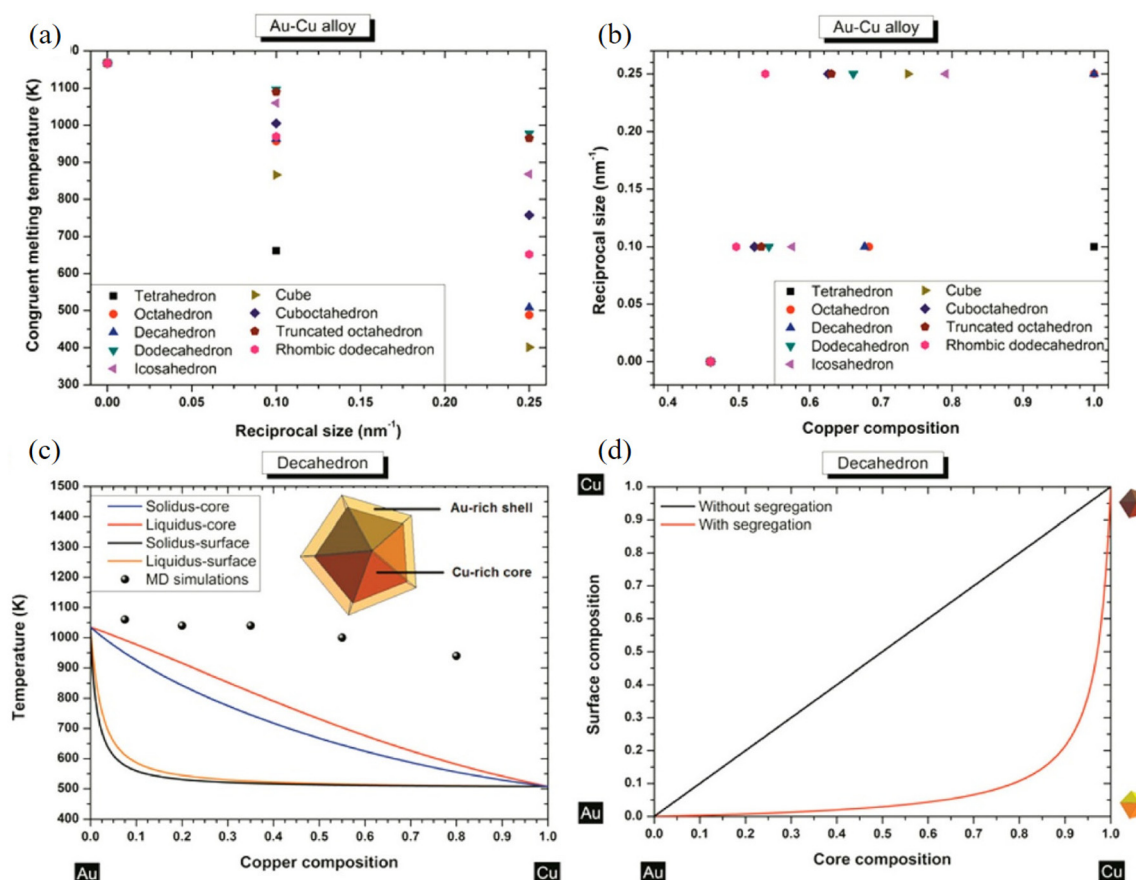 (a)
Au-Cu alloy
Congruent melting temperature (K)
1100
1000
900
800
700
600
500
400
300
Tetrahedron
Octahedron
Decahedron
Dodecahedron
Icosahedron
Cube
Cuboctahedron
Truncated octahedron
Rhombic dodecahedron
0.00 0.05 0.10 0.15 0.20 0.25
Reciprocal size (nm-1)
(b)
Au-Cu alloy
Reciprocal size (nm-1)
0.25
0.20
0.15
0.10
0.05
0.00
Tetrahedron
Octahedron
Decahedron
Dodecahedron
Icosahedron
Cube
Cuboctahedron
Truncated octahedron
Rhombic dodecahedron
0.4 0.5 0.6 0.7 0.8 0.9 1.0
Copper composition
(c)
Decahedron
Temperature (K)
1500
1400
1300
1200
1100
1000
900
800
700
600
500
400
Solidus-core
Liquidus-core
Solidus-surface
Liquidus-surface
MD simulations
Au-rich shell
Cu-rich core
0.0 0.1 0.2 0.3 0.4 0.5 0.6 0.7 0.8 0.9 1.0
Copper composition
Au
Cu
(d)
Decahedron
Cu
Surface composition
1.0
0.9
0.8
0.7
0.6
0.5
0.4
0.3
0.2
0.1
0.0
Without segregation
With segregation
Au
0.0 0.1 0.2 0.3 0.4 0.5 0.6 0.7 0.8 0.9 1.0
Core composition
Au
Cu